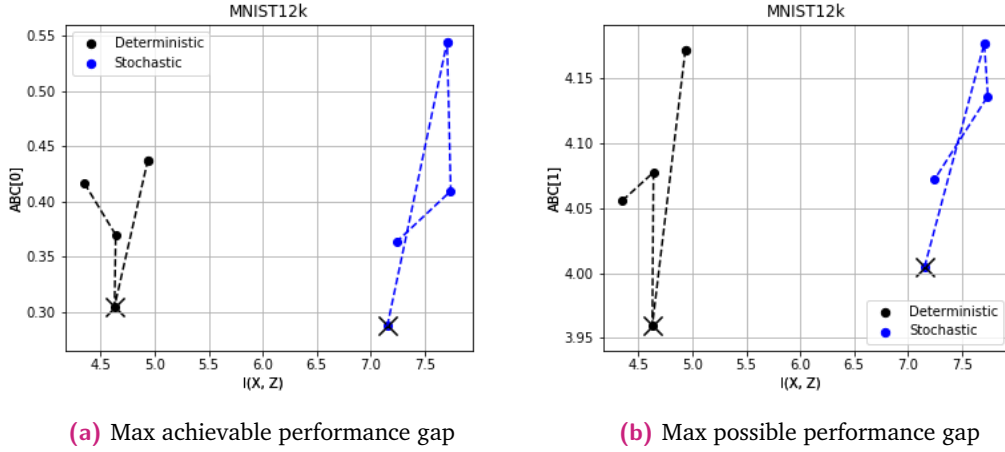 MNIST12k
0.55
0.50
0.45
0.40
0.35
0.30
ABC[0]
Deterministic
Stochastic
4.5 5.0 5.5 6.0 6.5 7.0 7.5
I(X, Z)
(a) Max achievable performance gap
MNIST12k
4.15
4.10
4.05
4.00
3.95
ABC[1]
Deterministic
Stochastic
4.5 5.0 5.5 6.0 6.5 7.0 7.5
I(X, Z)
(b) Max possible performance gap